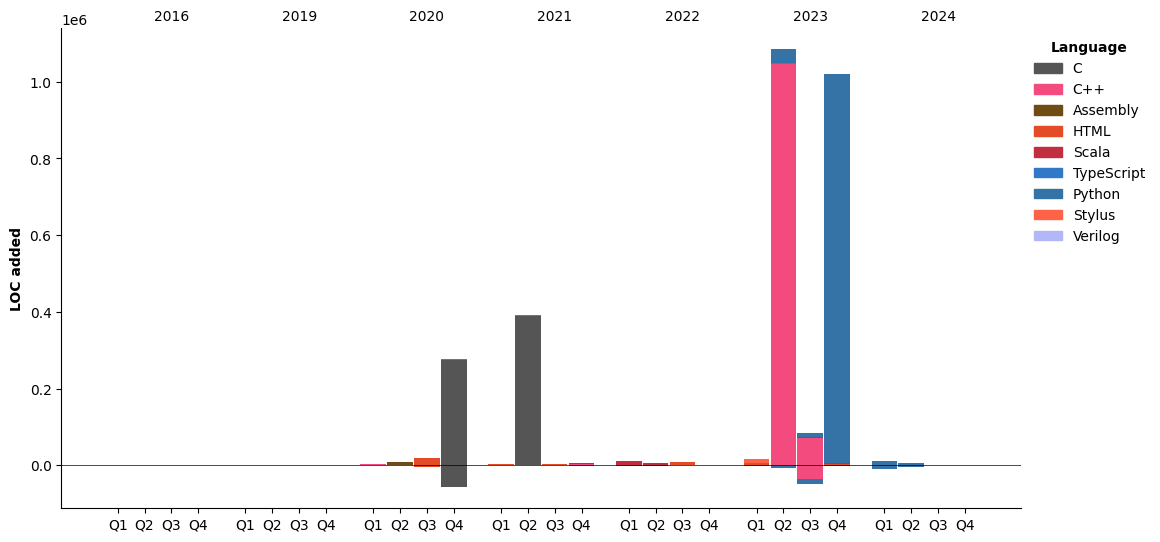 1e6
2016 2019 2020 2021 2022 2023 2024
LOC added
1.0
0.8
0.6
0.4
0.2
0.0
Q1 Q2 Q3 Q4 Q1 Q2 Q3 Q4 Q1 Q2 Q3 Q4 Q1 Q2 Q3 Q4 Q1 Q2 Q3 Q4 Q1 Q2 Q3 Q4 Q1 Q2 Q3 Q4
Language
C
C++
Assembly
HTML
Scala
TypeScript
Python
Stylus
Verilog